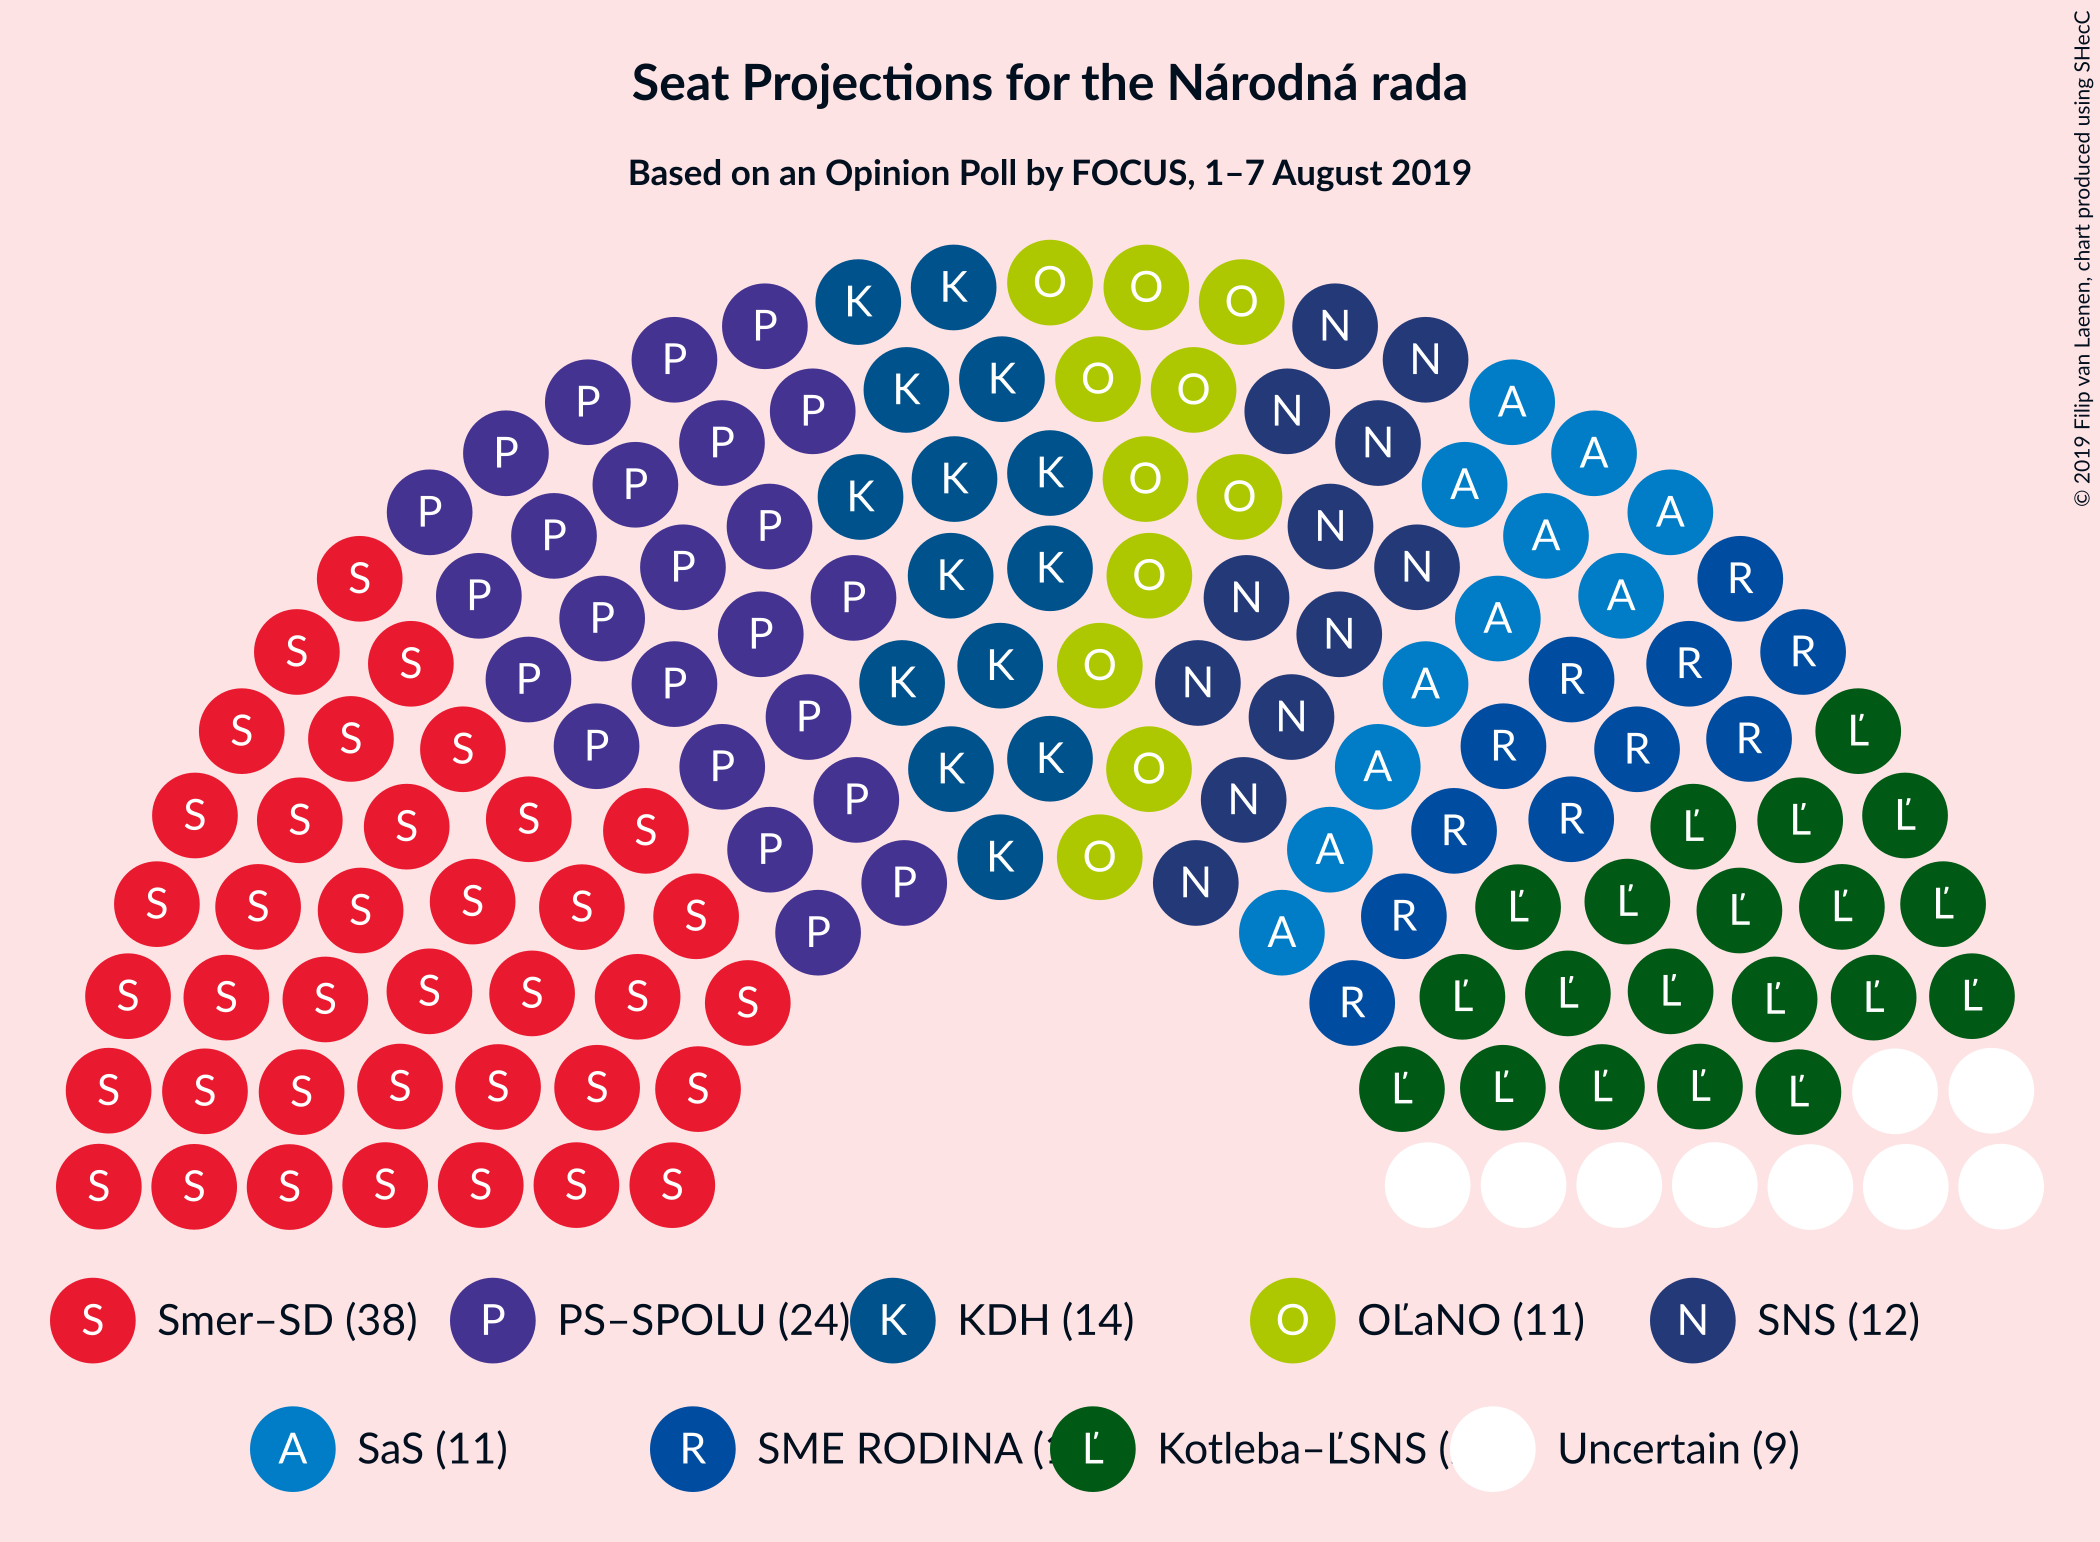 Seat Projections for the Národná rada
Based on an Opinion Poll by FOCUS, 1–7 August 2019
© 2019 Filip van Laenen, chart produced using SHecC
K K O O O
P P N N
P K K O O A
P P P N N A
P P K K K O O A A
S P P P N N A R
S S P P P K K O N N A A R R
S S S P P P P K K O N N A R R R R Ľ
S S S S S P P P K K O N A R R R Ľ Ľ Ľ
S S S S S S P P K O N A R Ľ Ľ Ľ Ľ Ľ
S S S S S S S P A R Ľ Ľ Ľ Ľ Ľ Ľ
S S S S S S S Ľ Ľ Ľ Ľ Ľ
S S S S S S S
S Smer–SD (38) P PS–SPOLU (24) K KDH (14) O OĽaNO (11) N SNS (12)
A SaS (11) R SME RODINA ( Ľ Kotleba–ĽSNS ( Uncertain (9)